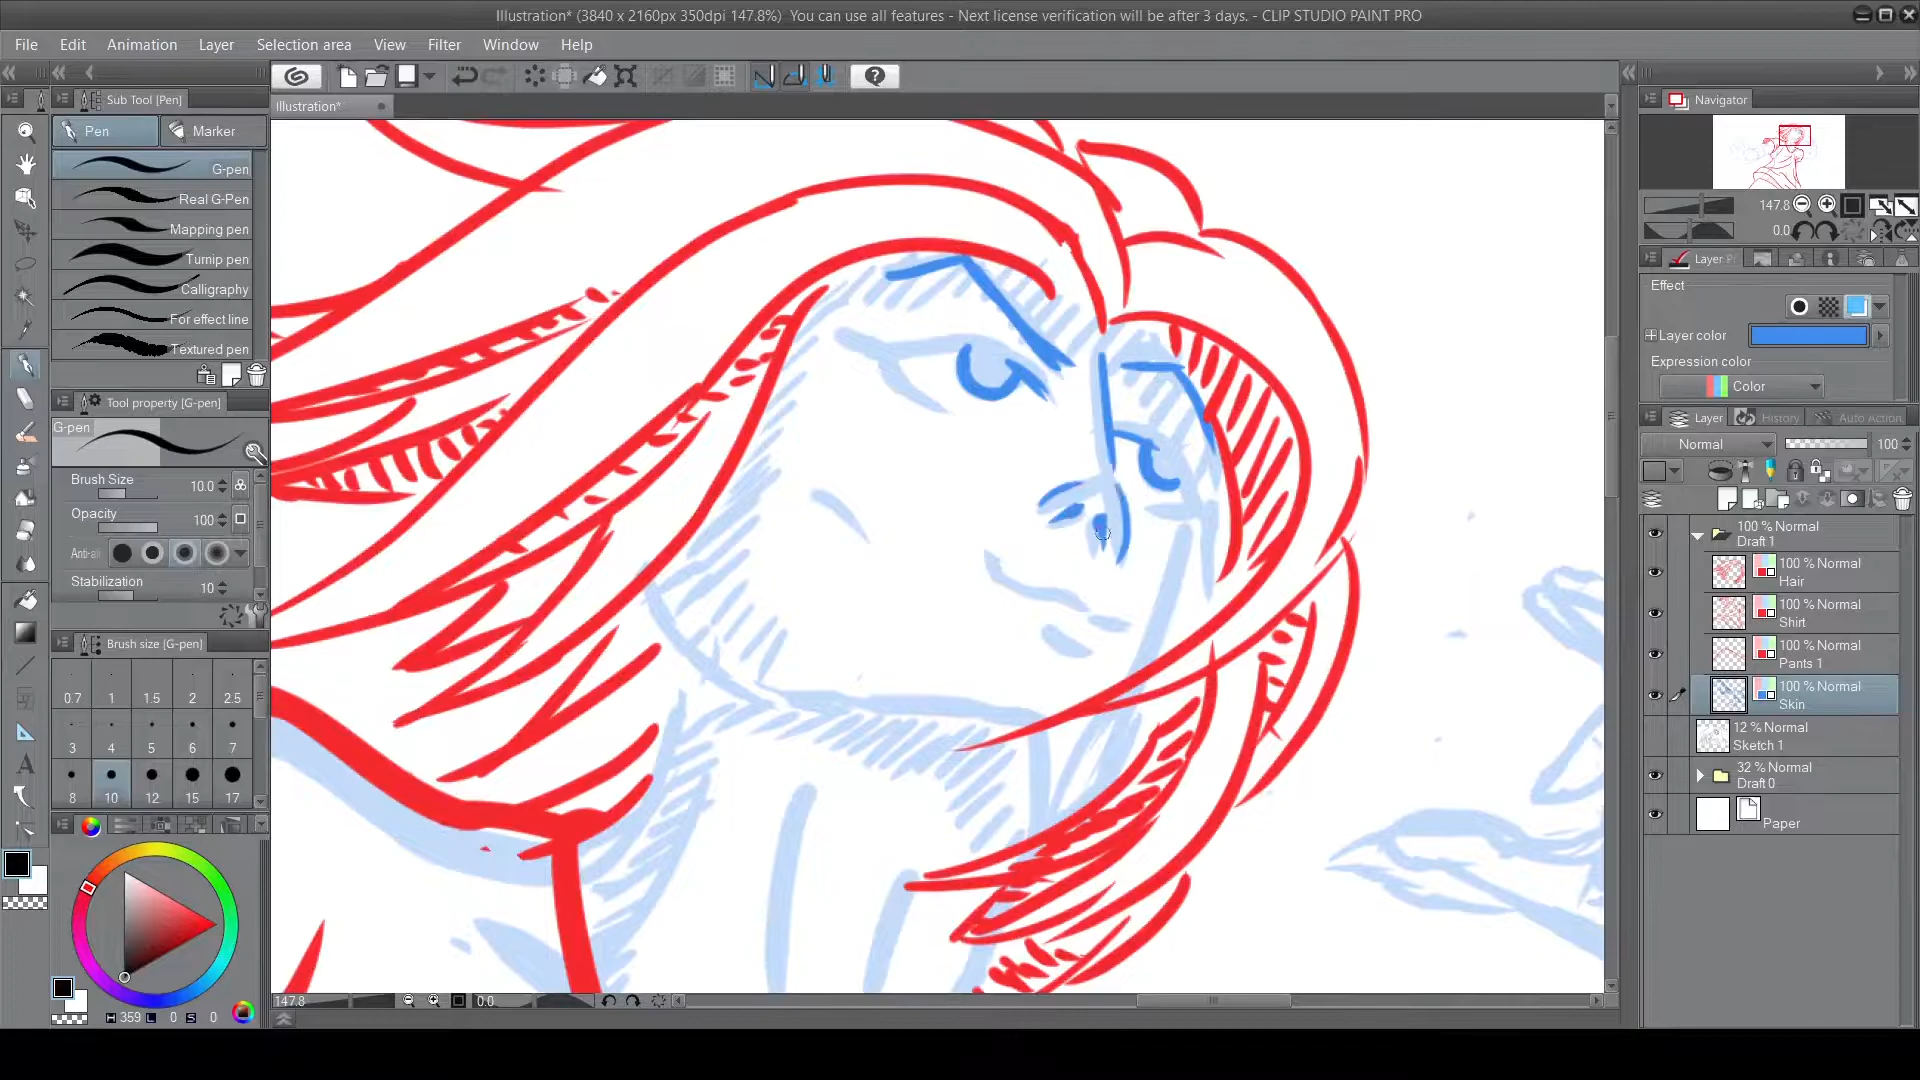 Illustration* (3840 x 2160px 350dpi 147.8%)  You can use all features - Next license verification will be after 3 days. - CLIP STUDIO PAINT PRO
File Edit Animation Layer Selection area View Filter Window Help
Sub Tool [Pen]
Pen Marker
G-pen
Real G-Pen
Mapping pen
Turnip pen
Calligraphy
For effect line
Textured pen
Tool property [G-pen]
G-pen
Brush Size 10.0
Opacity 100
Anti-al
Stabilization 10
Brush size [G-pen]
0.7 1 1.5 2 2.5
3 4 5 6 7
8 10 12 15 17
H 359 L 0 S 0
Illustration*
147.8 0.0
Navigator
147.8
0.0
Layer P
Effect
Layer color
Expression color
Color
Layer History Auto Action
Normal 100
100 % Normal
Draft 1
100 % Normal
Hair
100 % Normal
Shirt
100 % Normal
Pants 1
100 % Normal
Skin
12 % Normal
Sketch 1
32 % Normal
Draft 0
Paper